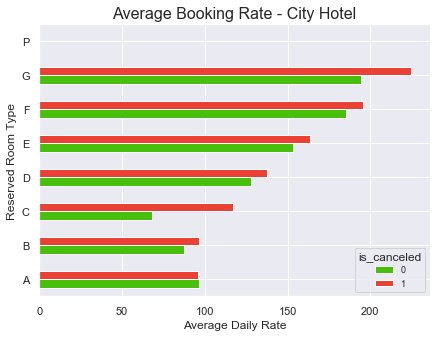 Average Booking Rate - City Hotel
Reserved Room Type
P
G
F
E
D
C
B
A
is_canceled
0
1
0 50 100 150 200
Average Daily Rate